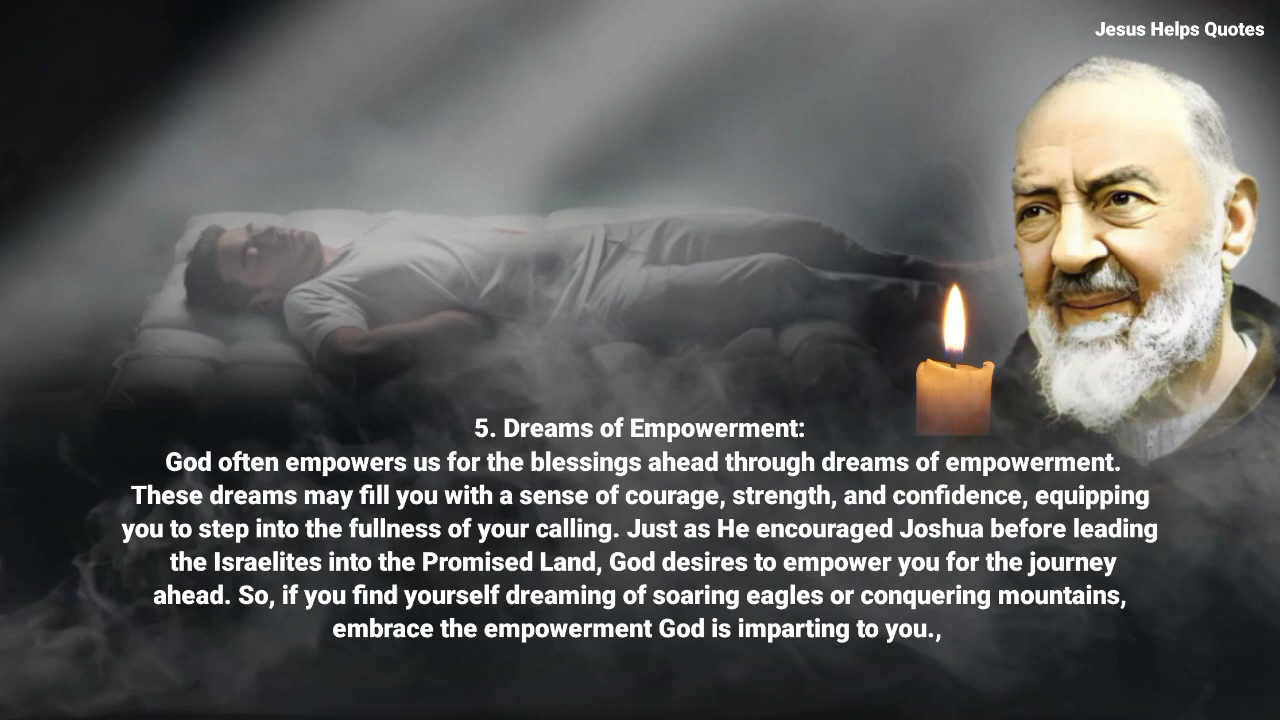 Jesus Helps Quotes
5. Dreams of Empowerment:
God often empowers us for the blessings ahead through dreams of empowerment.
These dreams may fill you with a sense of courage, strength, and confidence, equipping
you to step into the fullness of your calling. Just as He encouraged Joshua before leading
the Israelites into the Promised Land, God desires to empower you for the journey
ahead. So, if you find yourself dreaming of soaring eagles or conquering mountains,
embrace the empowerment God is imparting to you.,